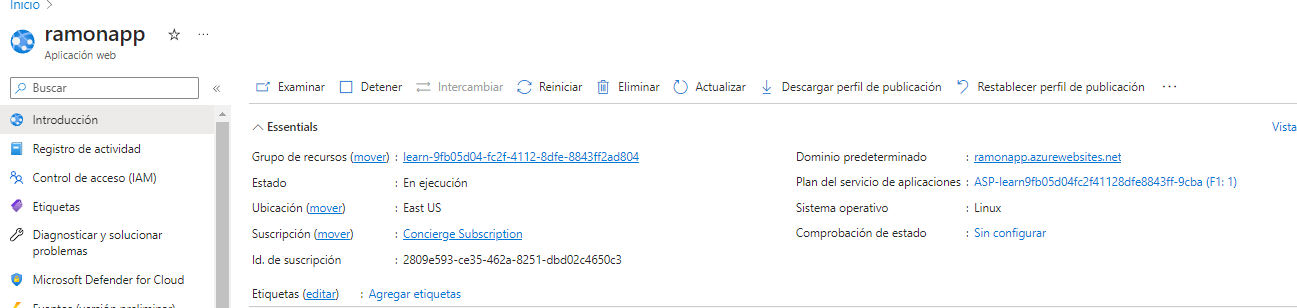 Inicio
ramonapp
Aplicación web
Buscar
Examinar Detener Intercambiar Reiniciar Eliminar Actualizar Descargar perfil de publicación Restablecer perfil de publicación
Introducción
Registro de actividad
Control de acceso (IAM)
Etiquetas
Diagnosticar y solucionar
problemas
Microsoft Defender for Cloud
Essentials
Vista
Grupo de recursos (mover) : learn-9fb05d04-fc2f-4112-8dfe-8843ff2ad804
Estado : En ejecución
Ubicación (mover) : East US
Suscripción (mover) : Concierge Subscription
Id. de suscripción : 2809e593-ce35-462a-8251-dbd02c4650c3
Dominio predeterminado : ramonapp.azurewebsites.net
Plan del servicio de aplicaciones : ASP-learn9fb05d04fc2f41128dfe8843ff-9cba (F1: 1)
Sistema operativo : Linux
Comprobación de estado : Sin configurar
Etiquetas (editar) : Agregar etiquetas